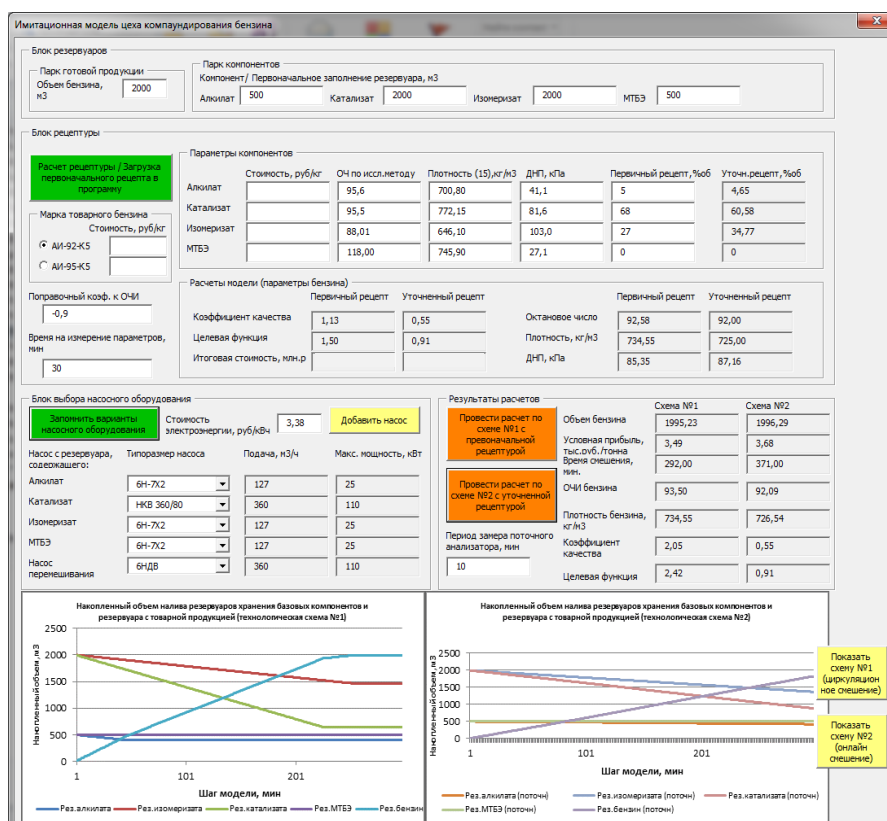 Имитационная модель цеха компаундирования бензина
Блок резервуаров
Парк готовой продукции
Объем бензина, м3
2000
Парк компонентов
Компонент/ Первоначальное заполнение резервуара, м3
Алкилат 500 Катализат 2000 Изомеризат 2000 МТБЭ 500
Блок рецептуры
Расчет рецептуры / Загрузка
первоначального рецепта в
программу
Марка товарного бензина
Стоимость, руб/кг
АИ-92-К5
АИ-95-К5
Поправочный коэф. к ОЧИ
-0,9
Время на измерение параметров,
мин
30
Параметры компонентов
Стоимость, руб/кг ОЧ по иссл.методу Плотность (15),кг/м3 ДНП, кПа Первичный рецепт,%об Уточн.рецепт,%об
Алкилат 95,6 700,80 41,1 5 4,65
Катализат 95,5 772,15 81,6 68 60,58
Изомеризат 88,01 646,10 103,0 27 34,77
МТБЭ 118,00 745,90 27,1 0 0
Расчеты модели (параметры бензина)
Первичный рецепт Уточненный рецепт Первичный рецепт Уточненный рецепт
Коэффициент качества 1,13 0,55 Октановое число 92,58 92,00
Целевая функция 1,50 0,91 Плотность, кг/м3 734,55 725,00
Итоговая стоимость, млн.р ДНП, кПа 85,35 87,16
Блок выбора насосного оборудования
Запомнить варианты
насосного оборудования
Стоимость
электроэнергии, руб/кВч
3,38
Добавить насос
Насос с резервуара,
содержащего:
Типоразмер насоса Подача, м3/ч Макс. мощность, кВт
Алкилат 6Н-7Х2 127 25
Катализат НКВ 360/80 360 110
Изомеризат 6Н-7Х2 127 25
МТБЭ 6Н-7Х2 127 25
Насос
перемешивания
6НДВ 360 110
Результаты расчетов
Провести расчет по
схеме №1 с
превоначальной
рецептурой
Провести расчет по
схеме №2 с уточненной
рецептурой
Период замера поточного
анализатора, мин
10
Схема №1 Схема №2
Объем бензина 1995,23 1996,29
Условная прибыль,
тыс.руб./тонна
3,49 3,68
Время смешения,
мин.
292,00 371,00
ОЧИ бензина 93,50 92,09
Плотность бензина,
кг/м3
734,55 726,54
Коэффициент
качества
2,05 0,55
Целевая функция 2,42 0,91
Накопленный объем налива резервуаров хранения базовых компонентов и
резервуара с товарной продукцией (технологическая схема №1)
Накопленный объем, м3
2500
2000
1500
1000
500
0
1 101 201
Шаг модели, мин
Рез.алкилата Рез.изомеризата Рез.катализата Рез.МТБЭ Рез.бензин
Накопленный объем налива резервуаров хранения базовых компонентов и
резервуара с товарной продукцией (технологическая схема №2)
Накопленный объем, м3
2500
2000
1500
1000
500
0
1 101 201
Шаг модели, мин
Рез.алкилата (поточн) Рез.изомеризата (поточн) Рез.катализата (поточн)
Рез.МТБЭ (поточн) Рез.бензин (поточн)
Показать
схему №1
(циркуляцион
ное смешение)
Показать
схему №2
(онлайн
смешение)